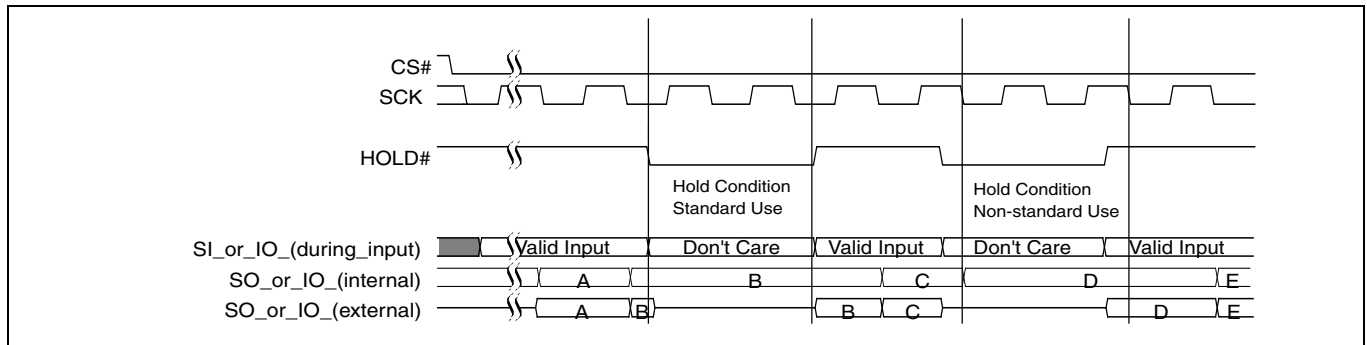 CS#
SCK
HOLD#
Hold Condition
Standard Use
Hold Condition
Non-standard Use
SI_or_IO_(during_input) Valid Input Don't Care Valid Input Don't Care Valid Input
SO_or_IO_(internal) A B C D E
SO_or_IO_(external) A B B C D E